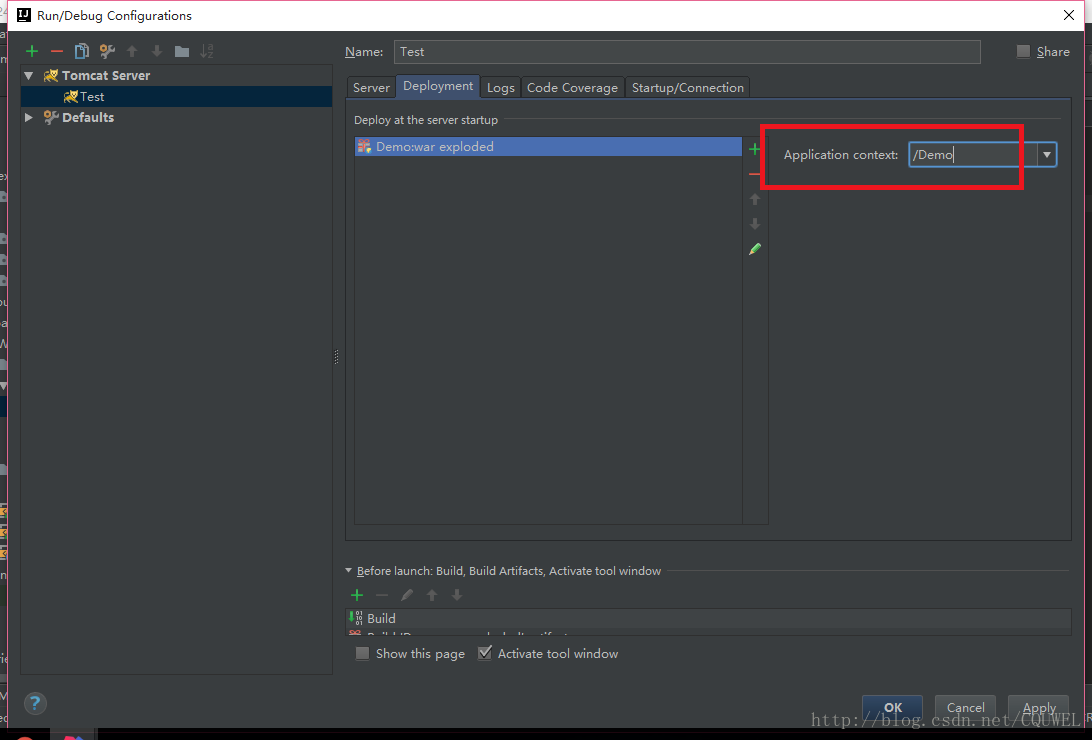 Run/Debug Configurations
Name: Test
Share
Tomcat Server
Test
Defaults
Server Deployment Logs Code Coverage Startup/Connection
Deploy at the server startup
Demo:war exploded
Application context: /Demo
Before launch: Build, Build Artifacts, Activate tool window
Build
Show this page
Activate tool window
?
OK Cancel Apply
http://blog.csdn.net/CQUWEL